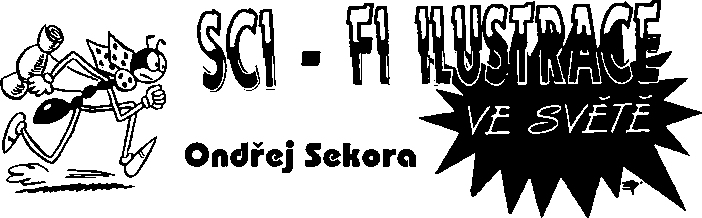 SCI - FI ILUSTRACE
VE SVĚTĚ
Ondřej Sekora